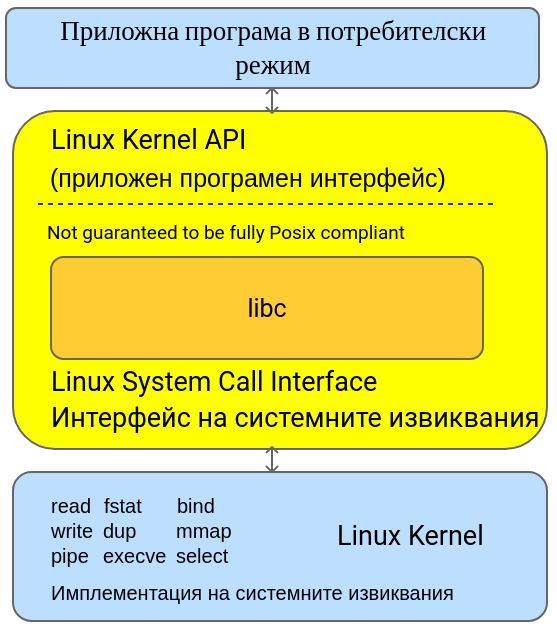 Приложна програма в потребителски
режим
Linux Kernel API
(приложен програмен интерфейс)
Not guaranteed to be fully Posix compliant
libc
Linux System Call Interface
Интерфейс на системните извиквания
read fstat bind
write dup mmap
pipe execve select
Linux Kernel
Имплементация на системните извиквания